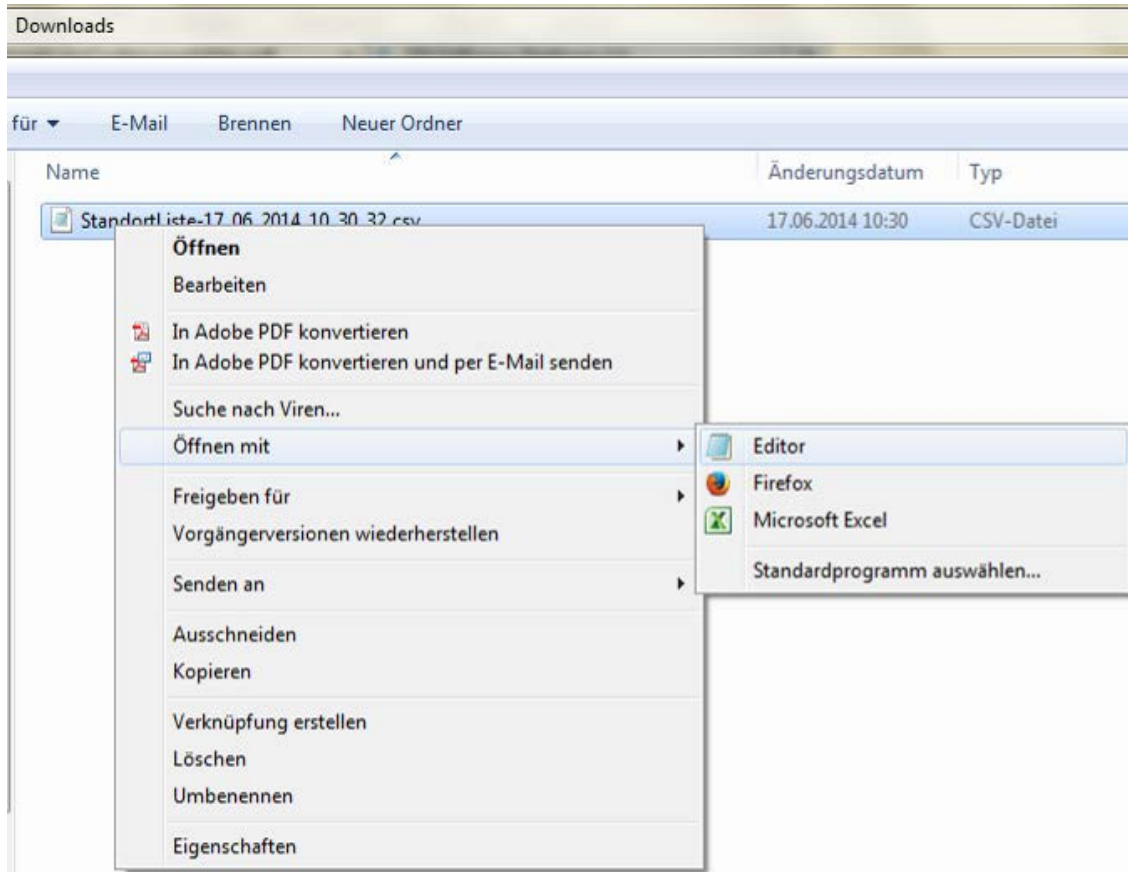 Downloads
für E-Mail Brennen Neuer Ordner
Name Änderungsdatum Typ
StandortListe-17_06_2014_10_30_32.csv 17.06.2014 10:30 CSV-Datei
Öffnen
Bearbeiten
In Adobe PDF konvertieren
In Adobe PDF konvertieren und per E-Mail senden
Suche nach Viren...
Öffnen mit
Editor
Firefox
Microsoft Excel
Standardprogramm auswählen...
Freigeben für
Vorgängerversionen wiederherstellen
Senden an
Ausschneiden
Kopieren
Verknüpfung erstellen
Löschen
Umbenennen
Eigenschaften